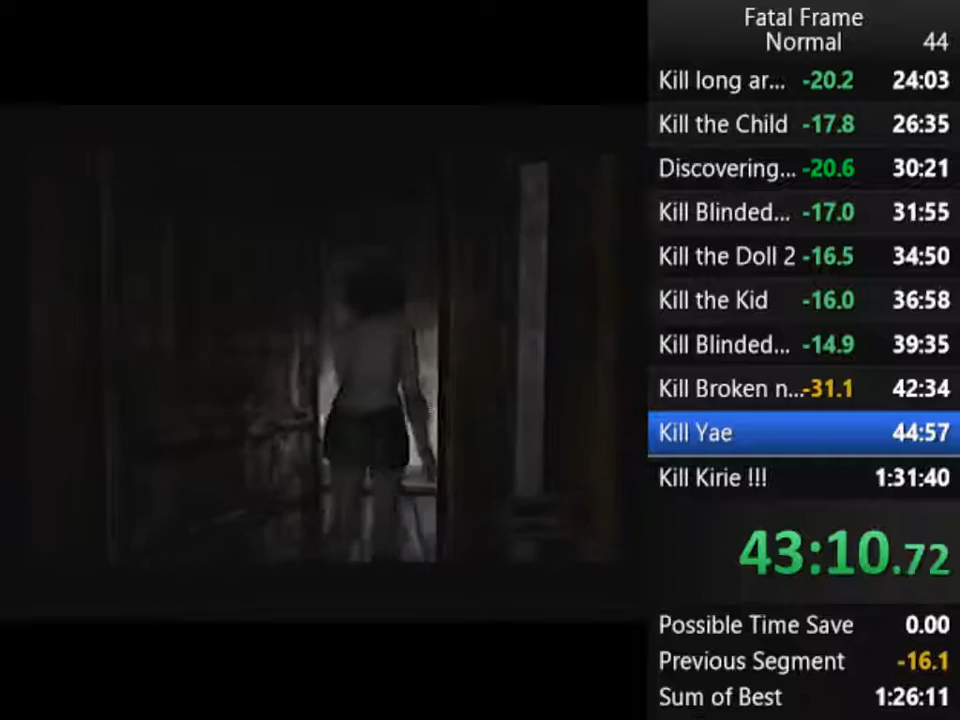 Fatal Frame
Normal 44
Kill long ar... -20.2 24:03
Kill the Child -17.8 26:35
Discovering... -20.6 30:21
Kill Blinded... -17.0 31:55
Kill the Doll 2 -16.5 34:50
Kill the Kid -16.0 36:58
Kill Blinded... -14.9 39:35
Kill Broken n... -31.1 42:34
Kill Yae 44:57
Kill Kirie !!! 1:31:40
43:10.72
Possible Time Save 0.00
Previous Segment -16.1
Sum of Best 1:26:11